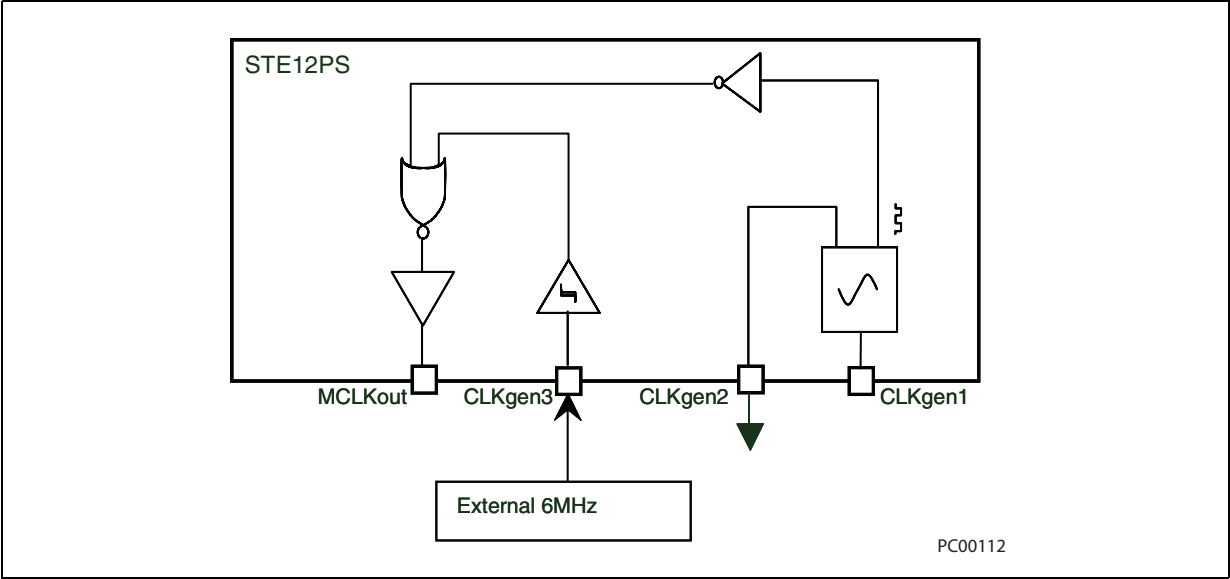 STE12PS
MCLKout
CLKgen3
CLKgen2
CLKgen1
External 6MHz
PC00112